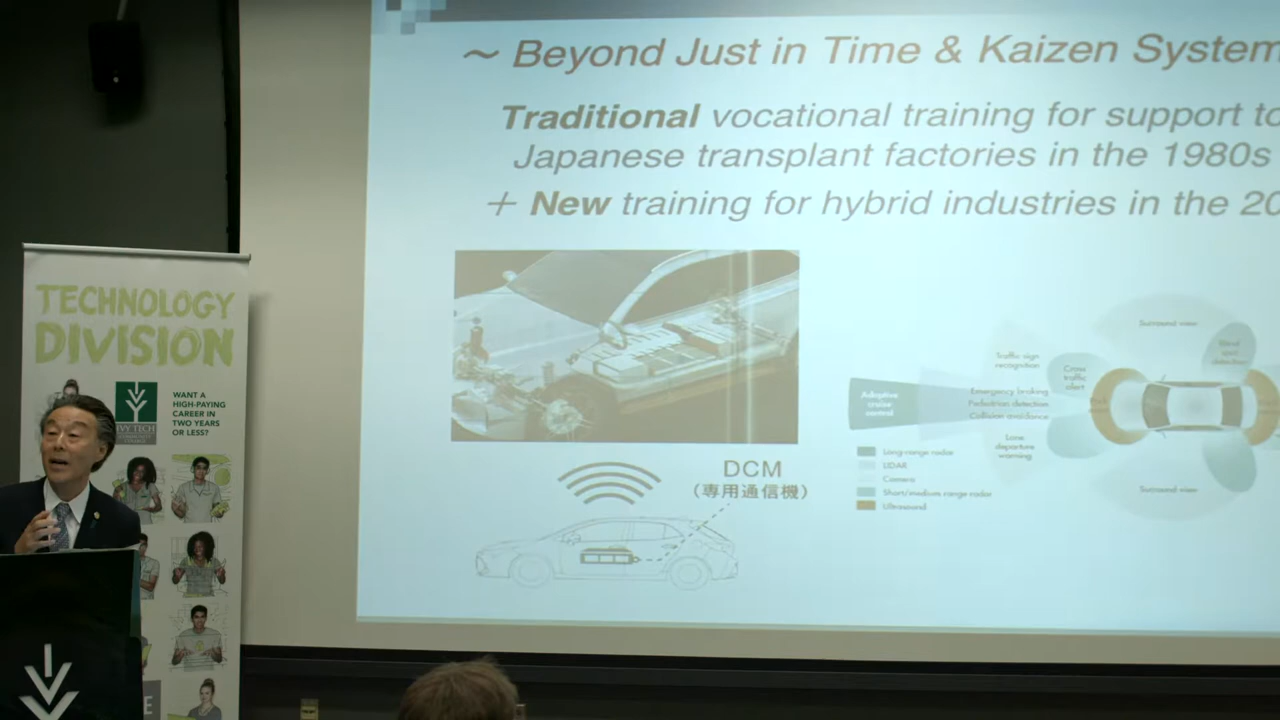 ~ Beyond Just in Time & Kaizen System
Traditional vocational training for support to
Japanese transplant factories in the 1980s
+ New training for hybrid industries in the 20
TECHNOLOGY
DIVISION
WANT A
HIGH-PAYING
CAREER IN
TWO YEARS
OR LESS?
IVY TECH
COMMUNITY COLLEGE
DCM
(専用通信機)
Surround view
Blind
spot
detection
Traffic sign
recognition
Cross
traffic
alert
Adaptive
cruise
control
Emergency braking
Pedestrian detection
Collision avoidance
Lane
departure
warning
Surround view
Long-range radar
LIDAR
Camera
Short/medium range radar
Ultrasound
E